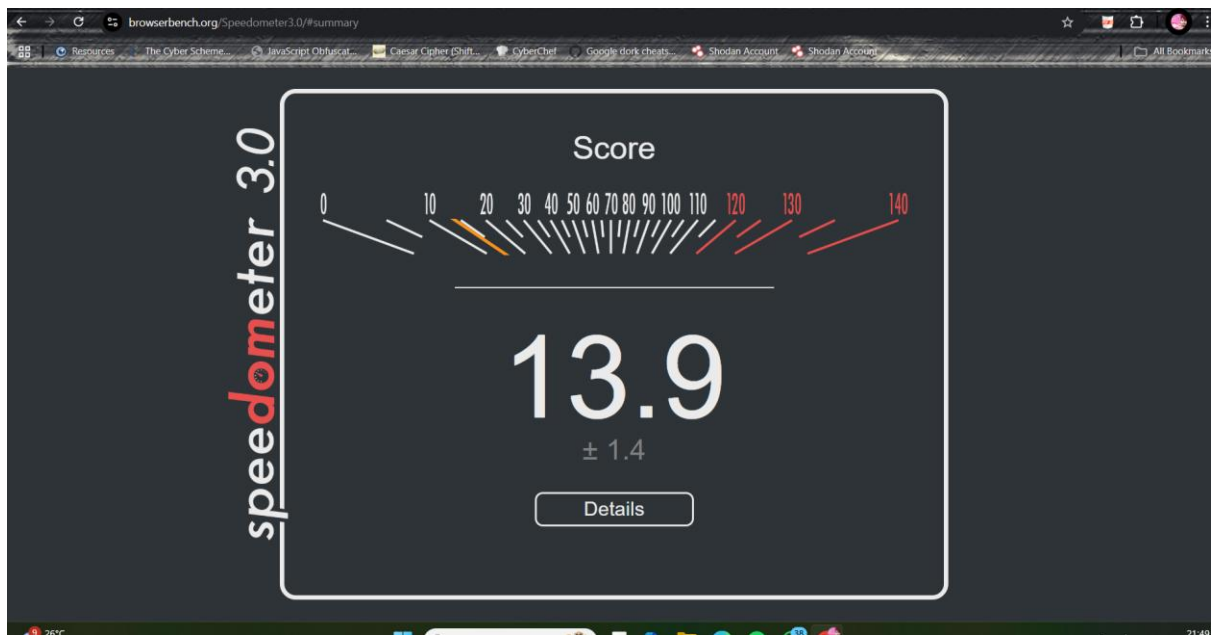 browserbench.org/Speedometer3.0/#summary
Resources The Cyber Scheme... JavaScript Obfuscat... Caesar Cipher (Shift... CyberChef Google dork cheats... Shodan Account Shodan Account All Bookmarks
speedometer 3.0
Score
0 10 20 30 40 50 60 70 80 90 100 110 120 130 140
13.9
± 1.4
Details
9 26°C 38 21:49